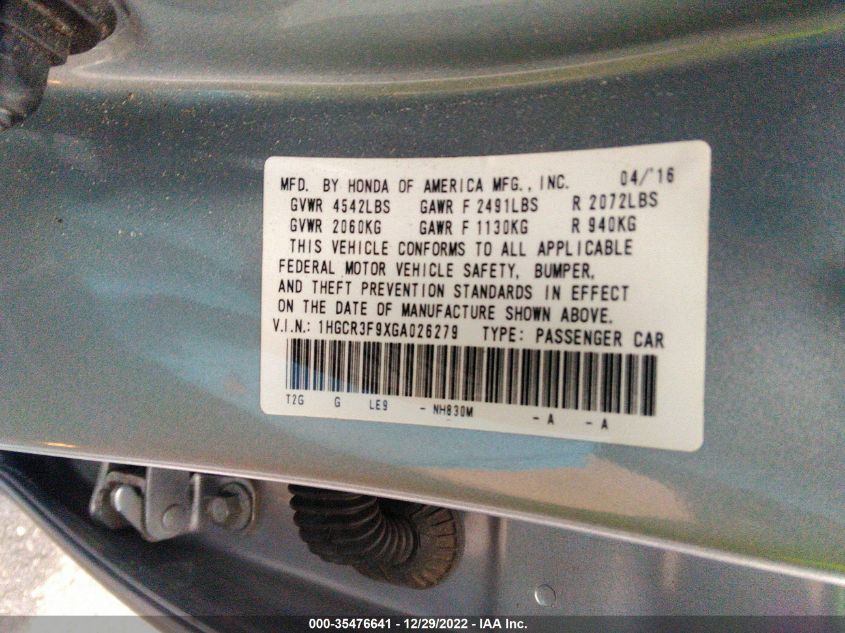 MFD. BY HONDA OF AMERICA MFG., INC. 04/'16
GVWR 4542LBS GAWR F 2491LBS R 2072LBS
GVWR 2060KG GAWR F 1130KG R 940KG
THIS VEHICLE CONFORMS TO ALL APPLICABLE
FEDERAL MOTOR VEHICLE SAFETY, BUMPER,
AND THEFT PREVENTION STANDARDS IN EFFECT
ON THE DATE OF MANUFACTURE SHOWN ABOVE.
V.I.N.: 1HGCR3F9XGA026279 TYPE: PASSENGER CAR
T2G G LE9 - NH830M - A - A
000-35476641 / 12/29/2022 - IAA Inc.